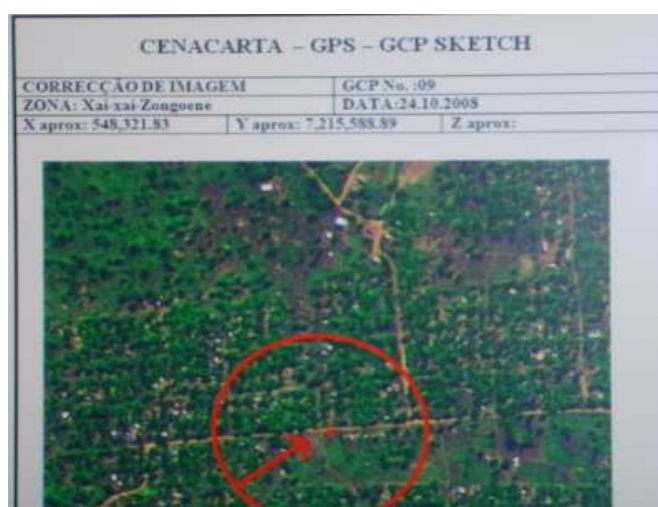 CENACARTA – GPS – GCP SKETCH
CORRECÇÃO DE IMAGEM GCP No. :09
ZONA: Xai-xai-Zongoene DATA:24.10.2008
X aprox: 548,321.83 Y aprox: 7,215,588.89 Z aprox: